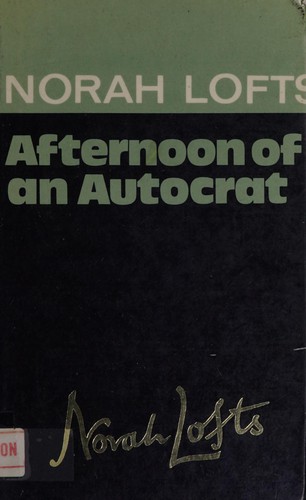 NORAH LOFTS
Afternoon of
an Autocrat
Norah Lofts
ON